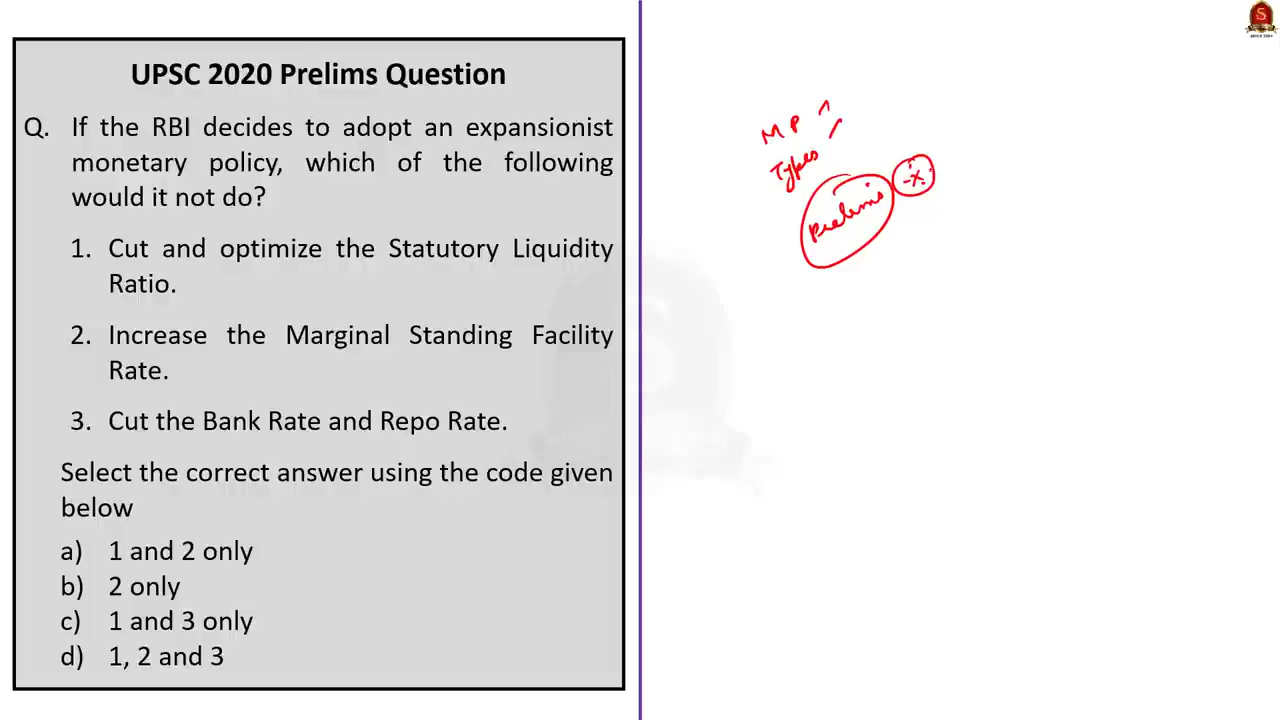 UPSC 2020 Prelims Question
Q. If the RBI decides to adopt an expansionist
monetary policy, which of the following
would it not do?
1. Cut and optimize the Statutory Liquidity
Ratio.
2. Increase the Marginal Standing Facility
Rate.
3. Cut the Bank Rate and Repo Rate.
Select the correct answer using the code given
below
a) 1 and 2 only
b) 2 only
c) 1 and 3 only
d) 1, 2 and 3
MP
Types
Prelims